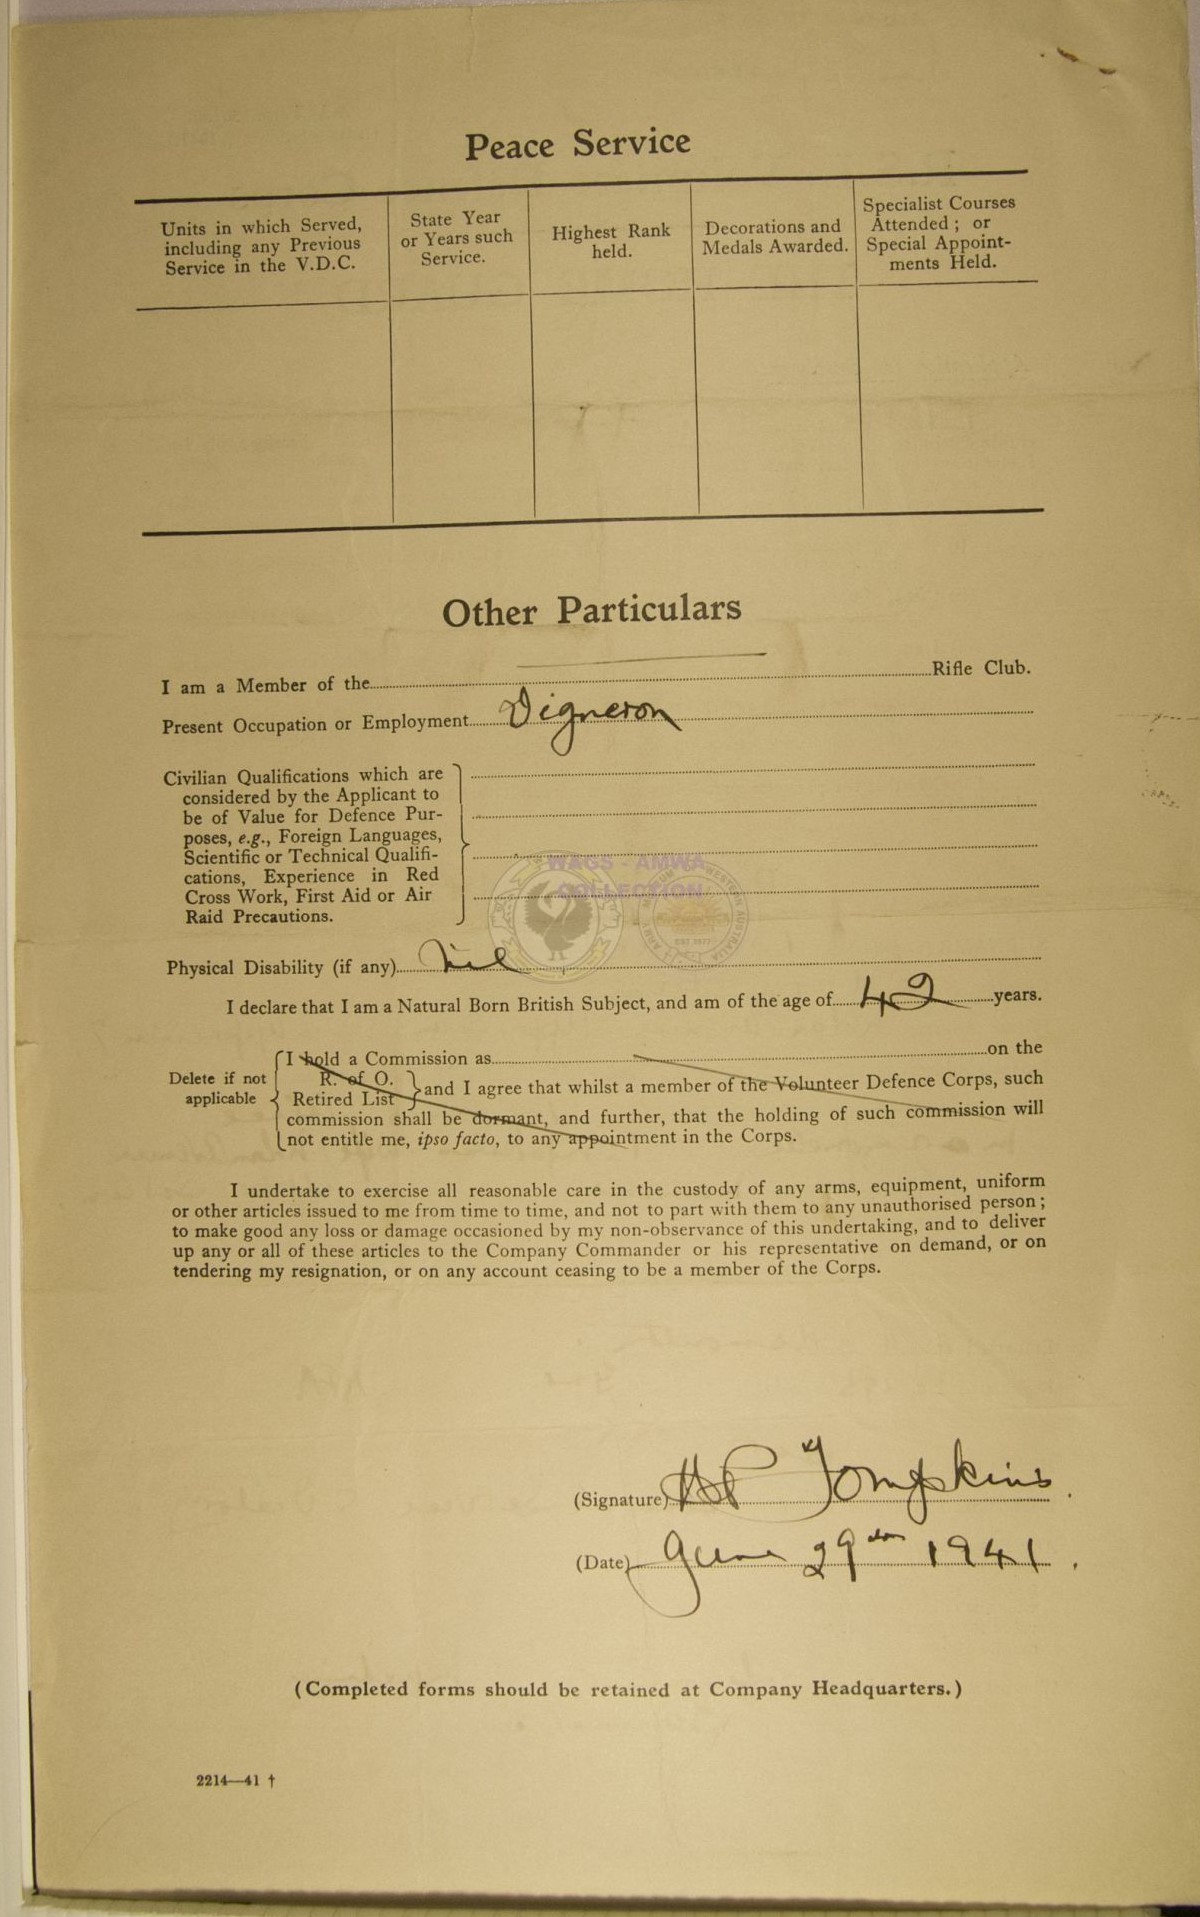 Peace Service
Units in which Served,
including any Previous
Service in the V.D.C.
State Year
or Years such
Service.
Highest Rank
held.
Decorations and
Medals Awarded.
Specialist Courses
Attended; or
Special Appoint-
ments Held.
Other Particulars
I am a Member of the Rifle Club.
Present Occupation or Employment Vigneron
Civilian Qualifications which are
considered by the Applicant to
be of Value for Defence Pur-
poses, e.g., Foreign Languages,
Scientific or Technical Qualifi-
cations, Experience in Red
Cross Work, First Aid or Air
Raid Precautions.
WAGS - AMWA
COLLECTION
Physical Disability (if any) Nil
I declare that I am a Natural Born British Subject, and am of the age of 42 years.
Delete if not
applicable
I hold a Commission as on the
R. of O.
Retired List
and I agree that whilst a member of the Volunteer Defence Corps, such
commission shall be dormant, and further, that the holding of such commission will
not entitle me, ipso facto, to any appointment in the Corps.
I undertake to exercise all reasonable care in the custody of any arms, equipment, uniform
or other articles issued to me from time to time, and not to part with them to any unauthorised person;
to make good any loss or damage occasioned by my non-observance of this undertaking, and to deliver
up any or all of these articles to the Company Commander or his representative on demand, or on
tendering my resignation, or on any account ceasing to be a member of the Corps.
(Signature) Tompkins.
(Date) June 29th 1941.
(Completed forms should be retained at Company Headquarters.)
2214—41 †